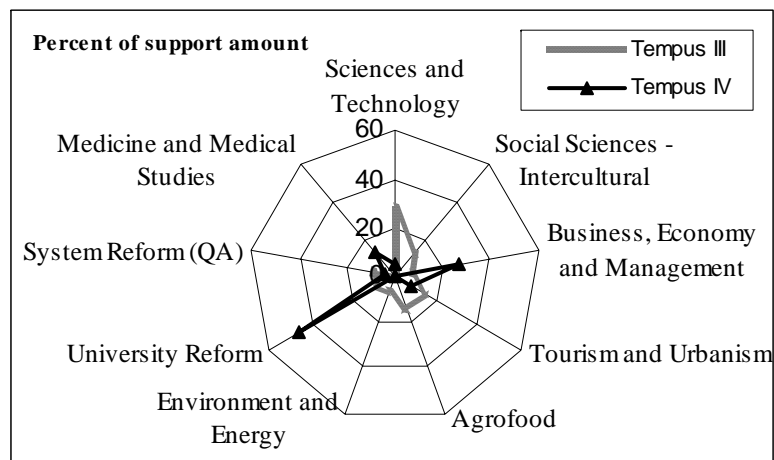 Percent of support amount
Tempus III
Tempus IV
Sciences and
Technology
60
40
20
0
Medicine and Medical
Studies
Social Sciences -
Intercultural
System Reform (QA)
Business, Economy
and Management
University Reform
Tourism and Urbanism
Environment and
Energy
Agrofood